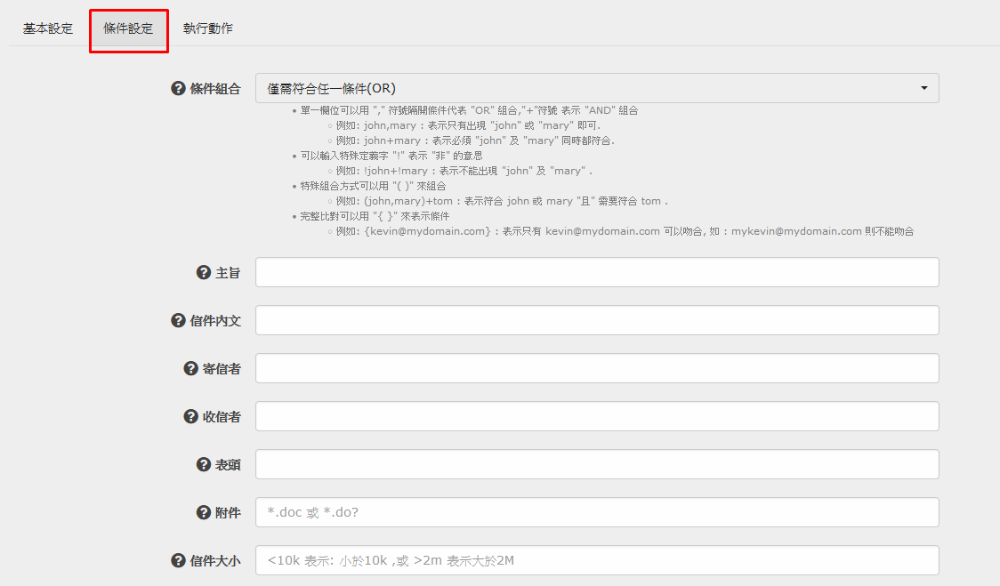 基本設定 條件設定 執行動作
條件組合 僅需符合任一條件(OR)
• 單一欄位可以用 "," 符號隔開條件代表 "OR" 組合,"+"符號 表示 "AND" 組合
◦ 例如: john,mary : 表示只有出現 "john" 或 "mary" 即可.
◦ 例如: john+mary : 表示必須 "john" 及 "mary" 同時都符合.
• 可以輸入特殊定義字 "!" 表示 "非" 的意思
◦ 例如: !john+!mary : 表示不能出現 "john" 及 "mary" .
• 特殊組合方式可以用 "( )" 來組合
◦ 例如: (john,mary)+tom : 表示符合 john 或 mary "且" 需要符合 tom .
• 完整比對可以用 "{ }" 來表示條件
◦ 例如: {kevin@mydomain.com} : 表示只有 kevin@mydomain.com 可以吻合, 如 : mykevin@mydomain.com 則不能吻合
主旨
信件內文
寄信者
收信者
表頭
附件 *.doc 或 *.do?
信件大小 <10k 表示: 小於10k ,或 >2m 表示大於2M